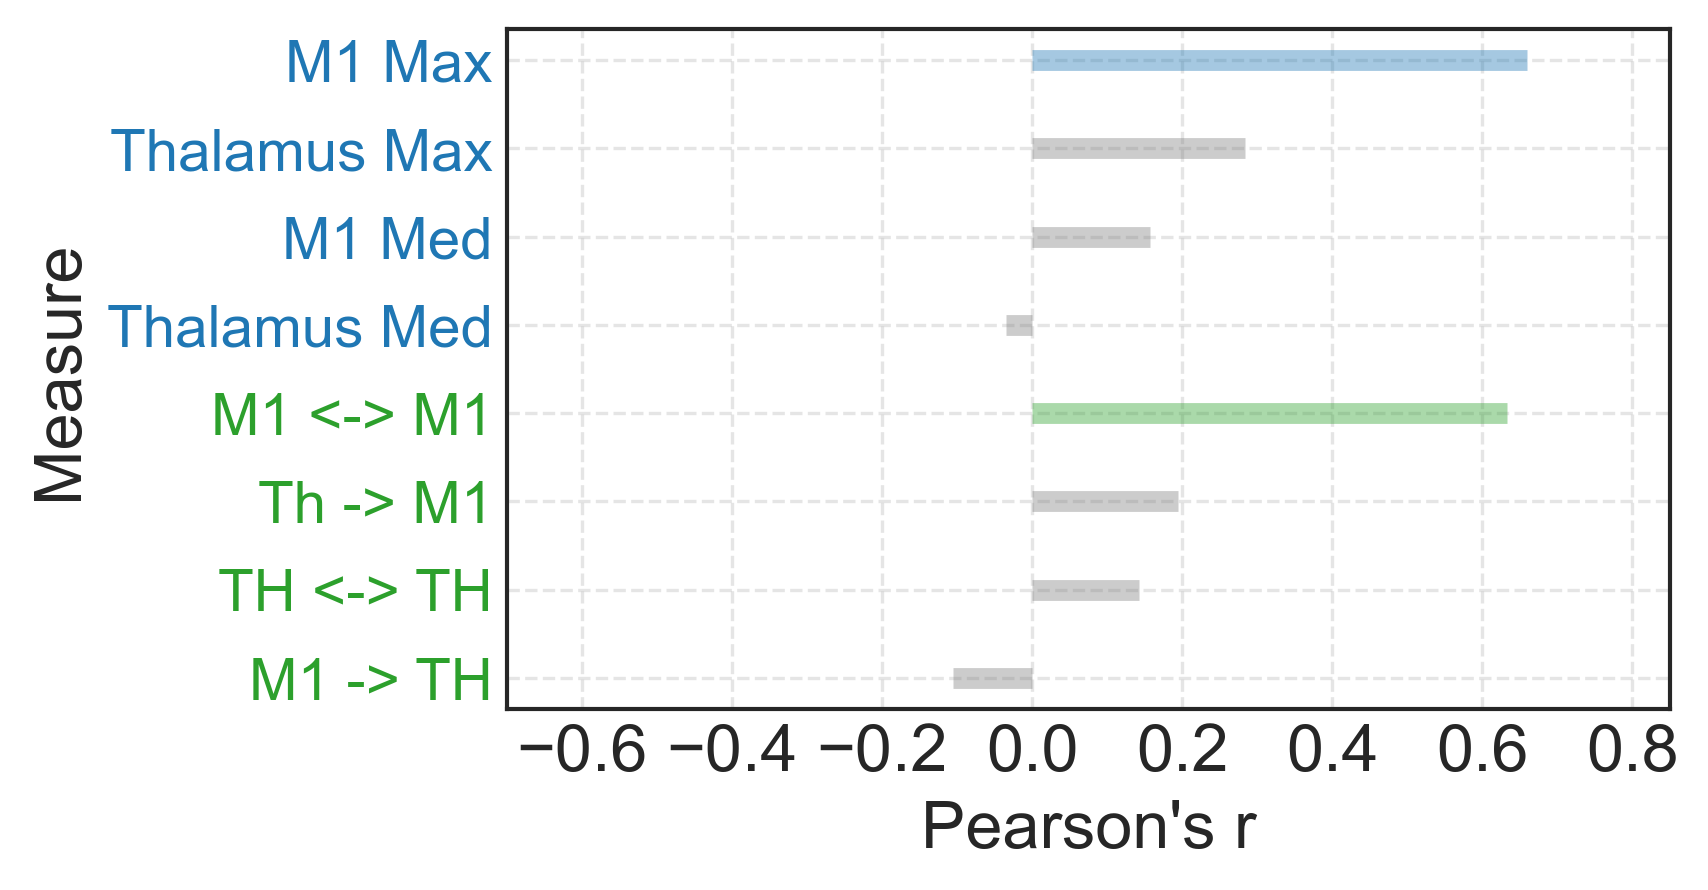 M1 Max
Thalamus Max
M1 Med
Thalamus Med
M1 <-> M1
Th -> M1
TH <-> TH
M1 -> TH
Measure
−0.6 −0.4 −0.2 0.0 0.2 0.4 0.6 0.8
Pearson's r